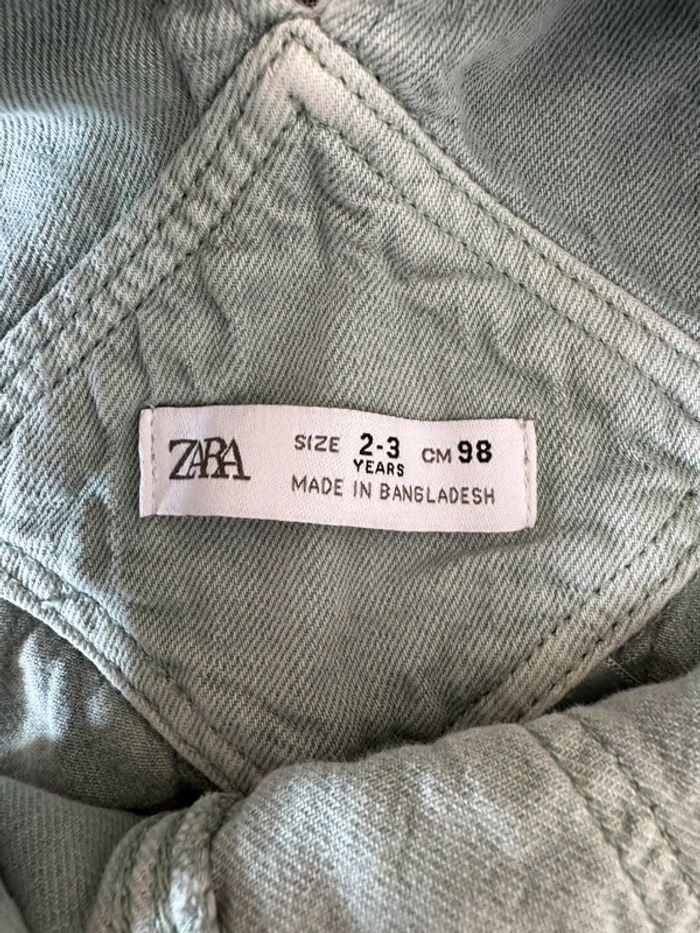 ZARA
SIZE 2-3 CM 98
YEARS
MADE IN BANGLADESH